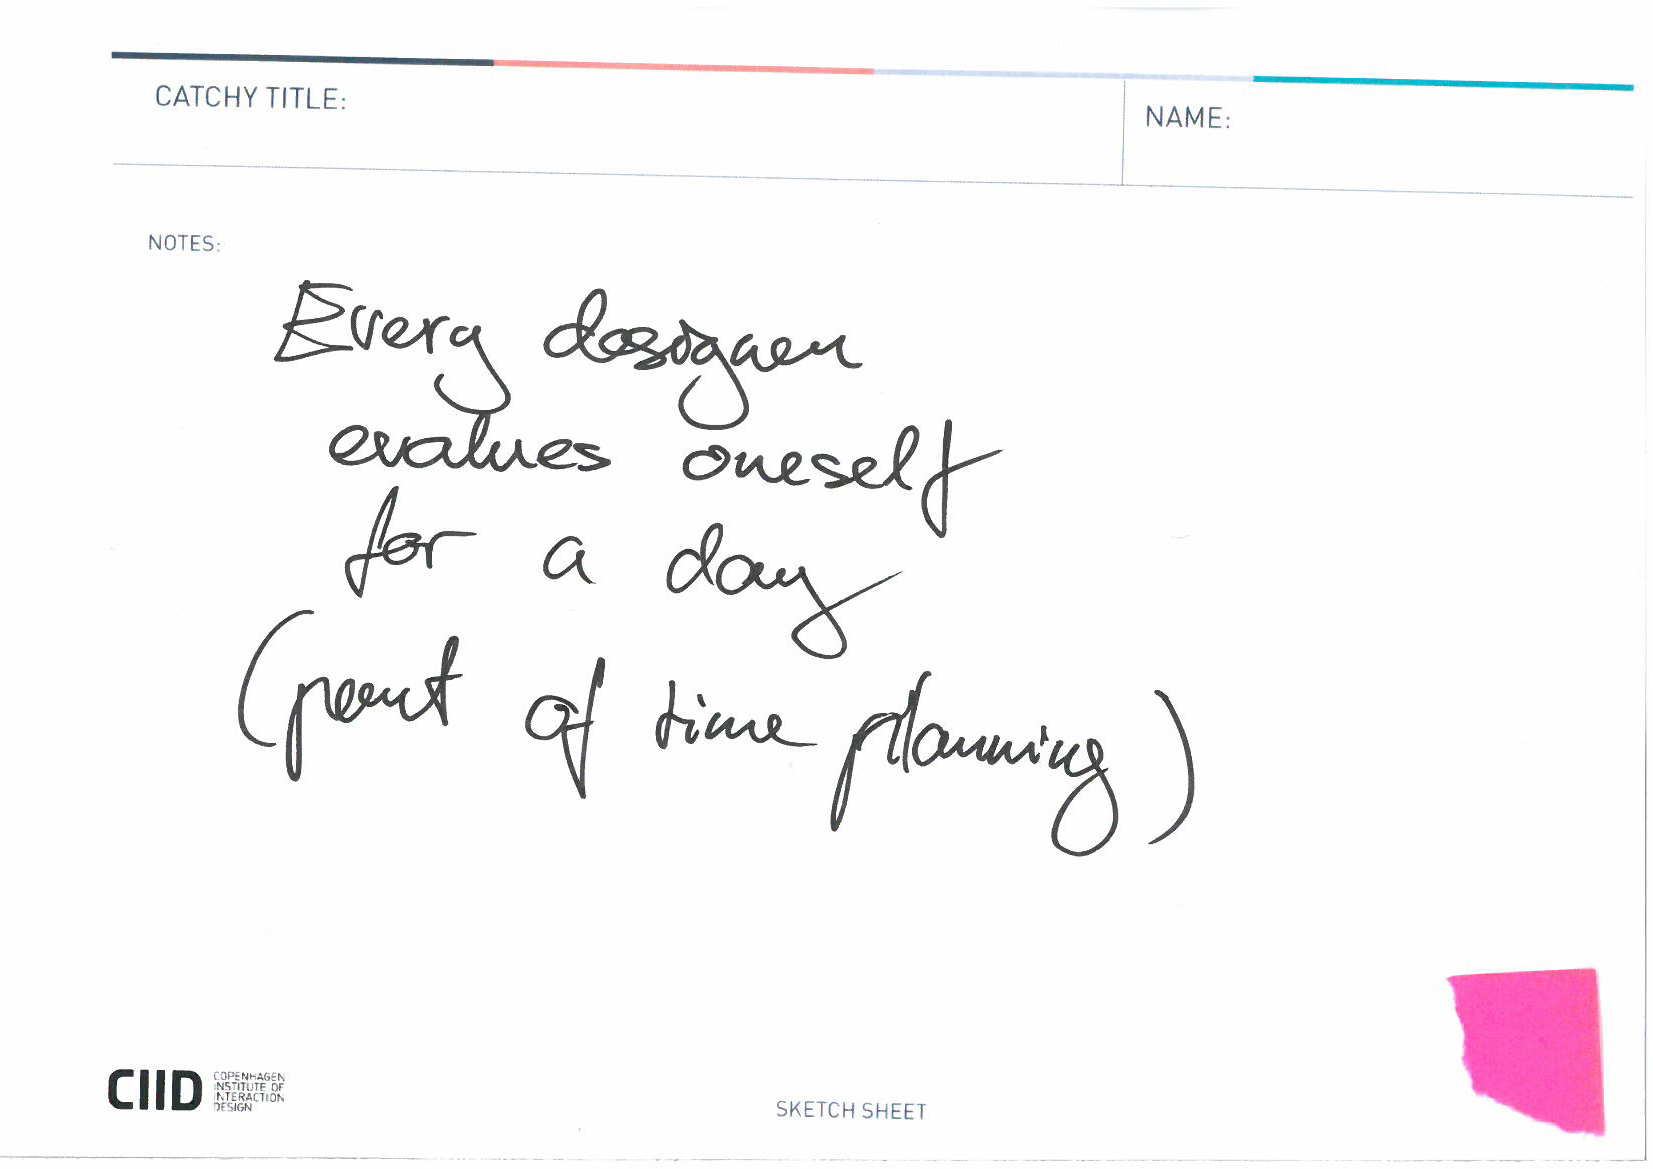 CATCHY TITLE:
NAME:
NOTES:
Every designer
evalues oneself
for a day
(part of time planning)
CIID
COPENHAGEN
INSTITUTE OF
INTERACTION
DESIGN
SKETCH SHEET